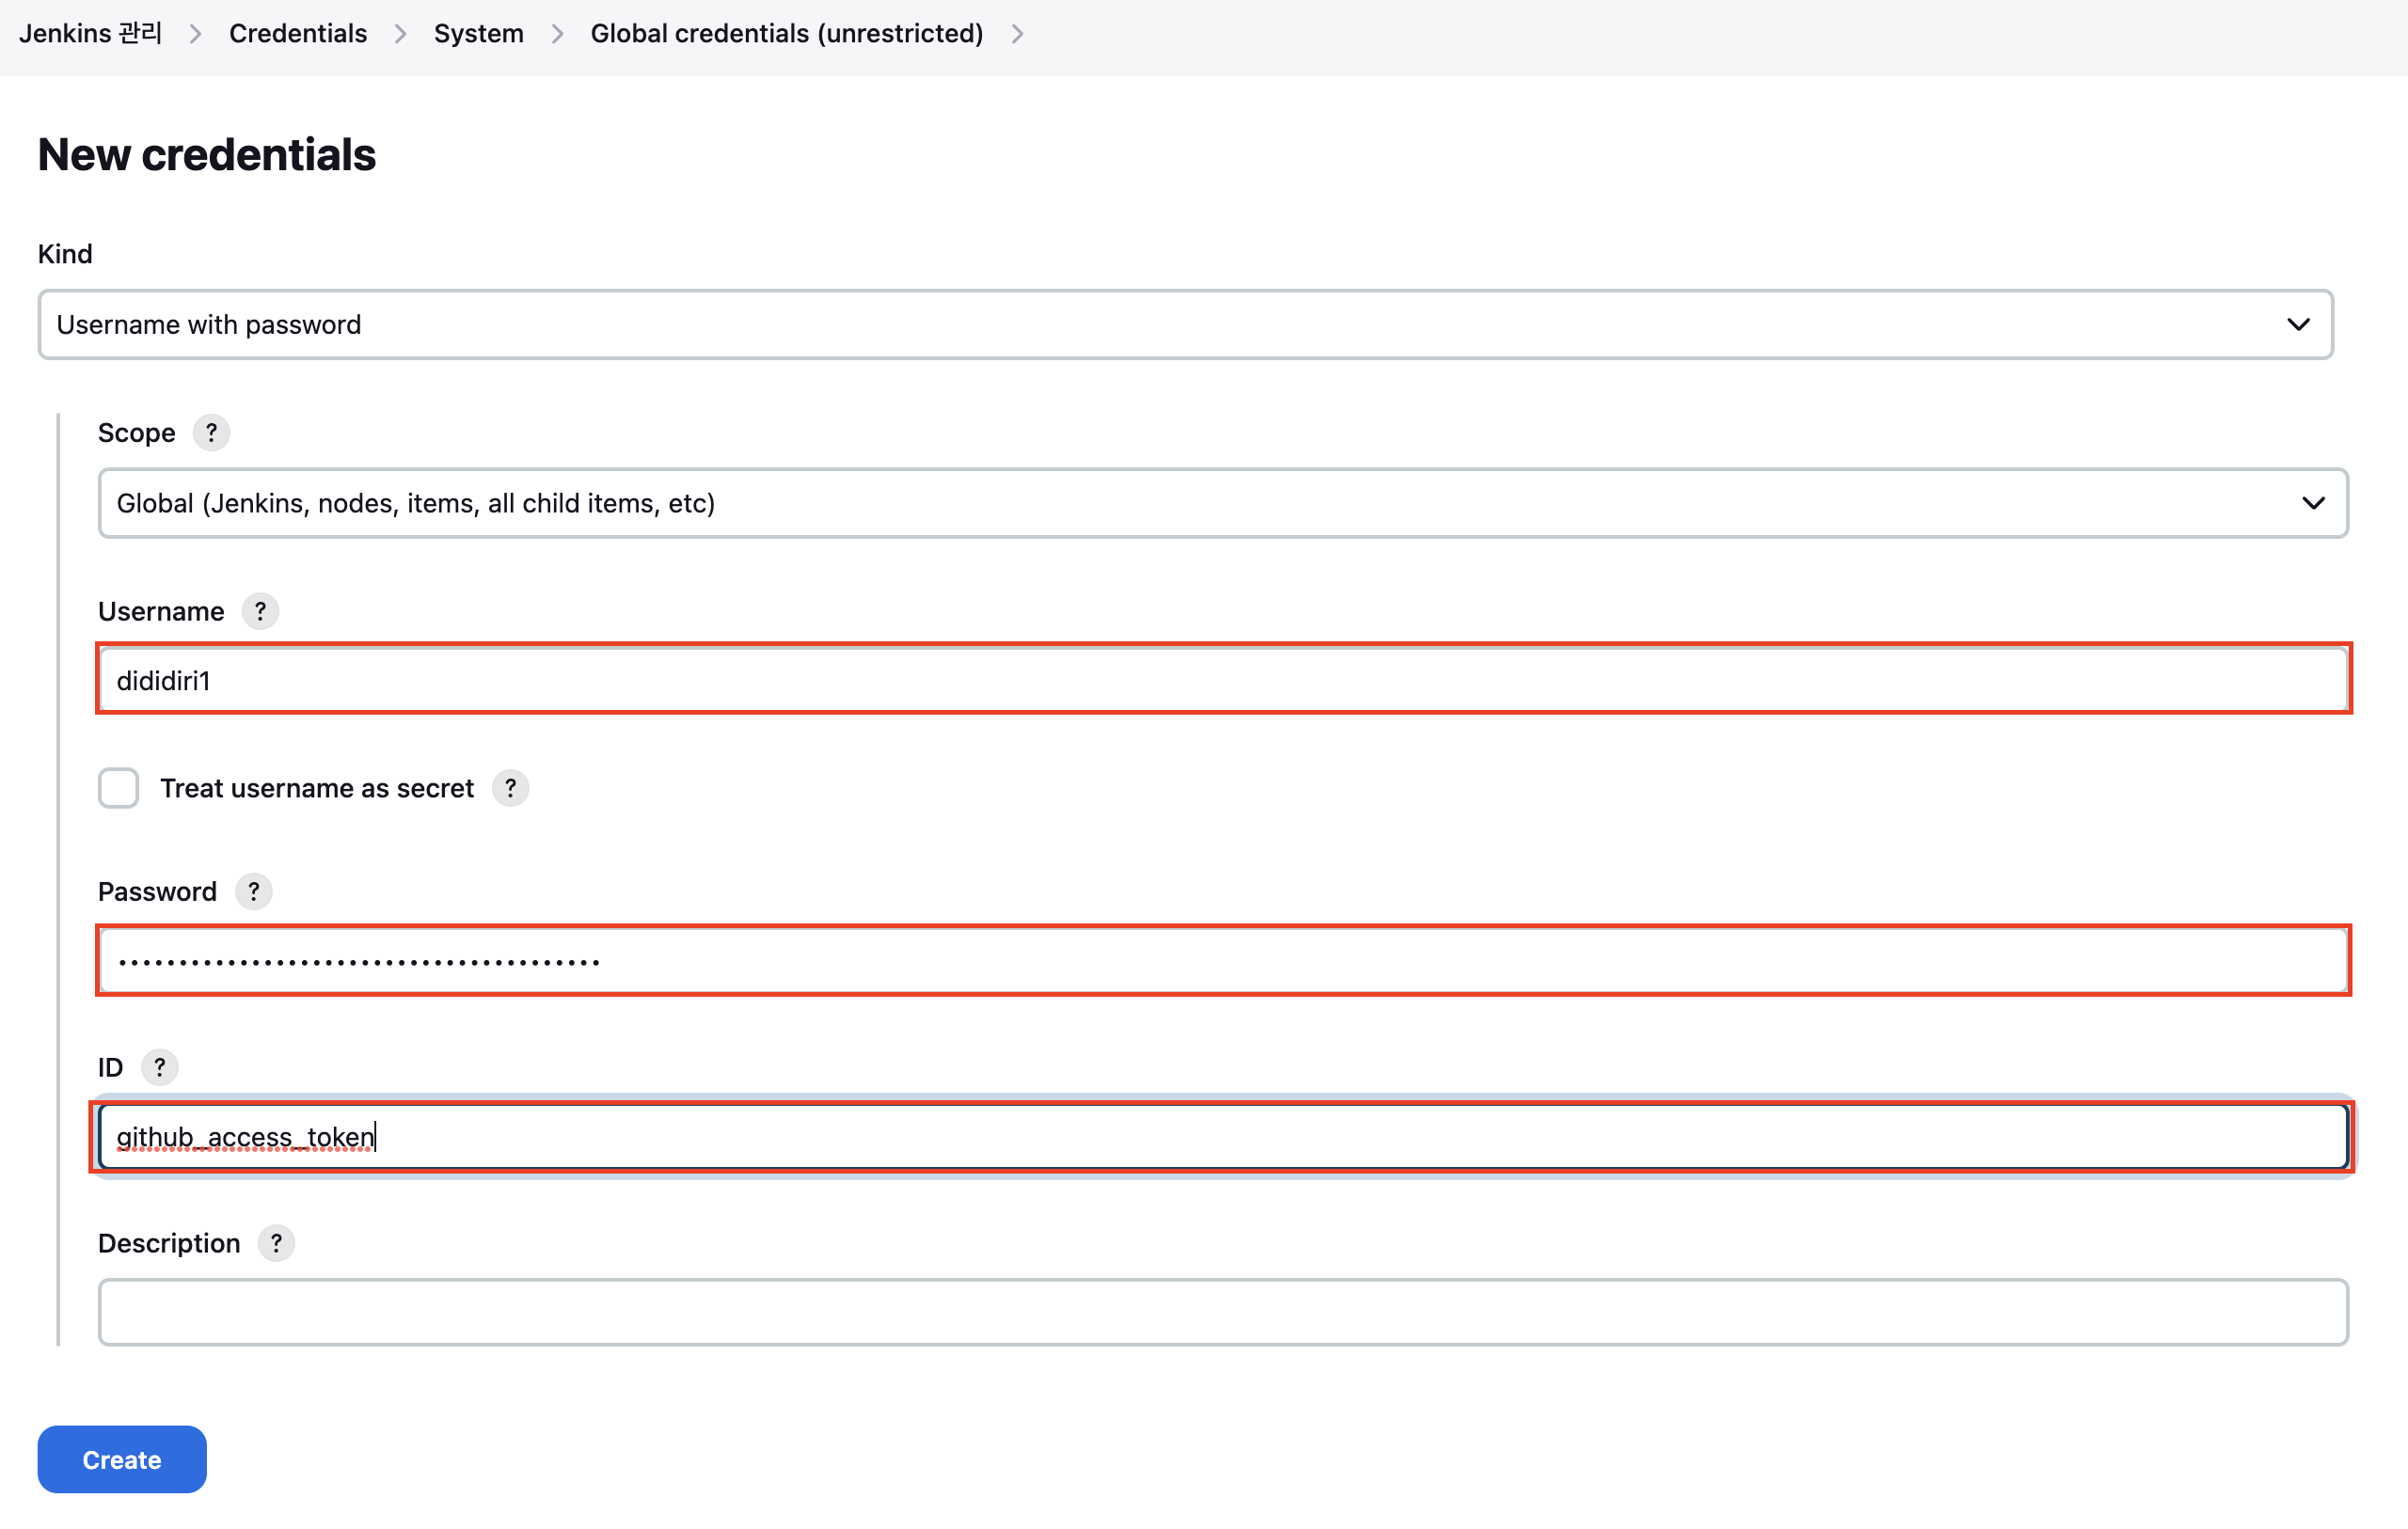 Jenkins 관리 > Credentials > System > Global credentials (unrestricted) >
New credentials
Kind
Username with password
Scope ?
Global (Jenkins, nodes, items, all child items, etc)
Username ?
dididiri1
Treat username as secret ?
Password ?
••••••••••••••••••••••••••••••••••••••••
ID ?
github_access_token
Description ?
Create